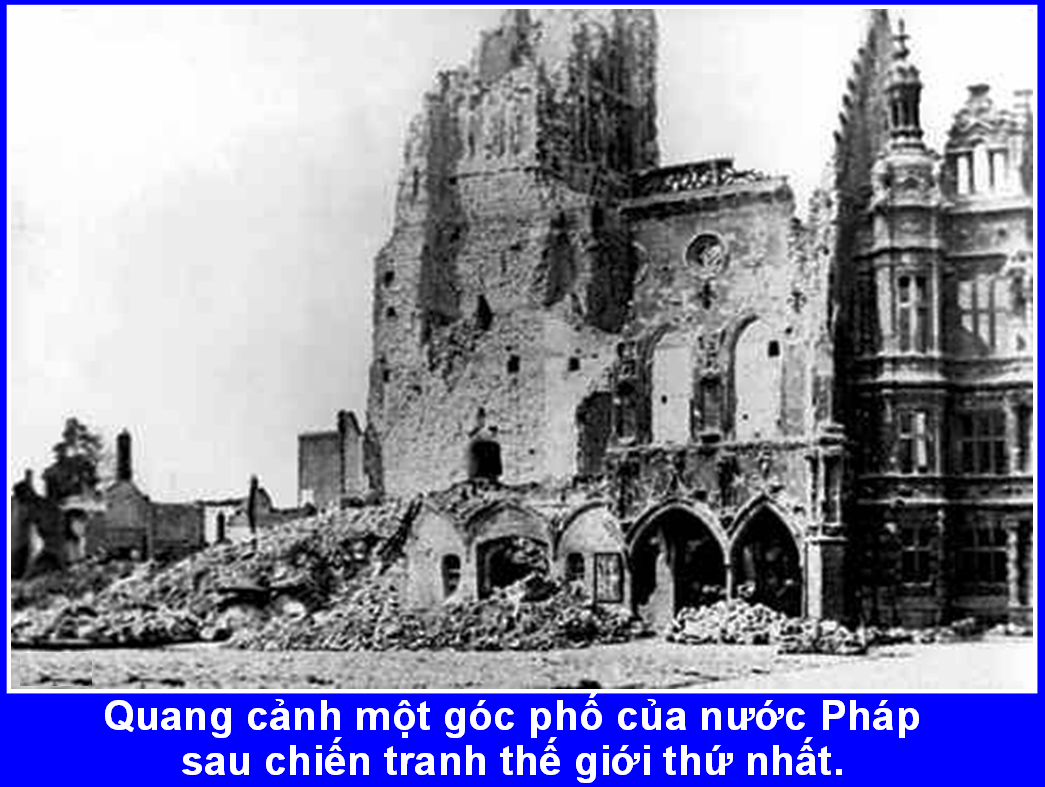 Quang cảnh một góc phố của nước Pháp
sau chiến tranh thế giới thứ nhất.